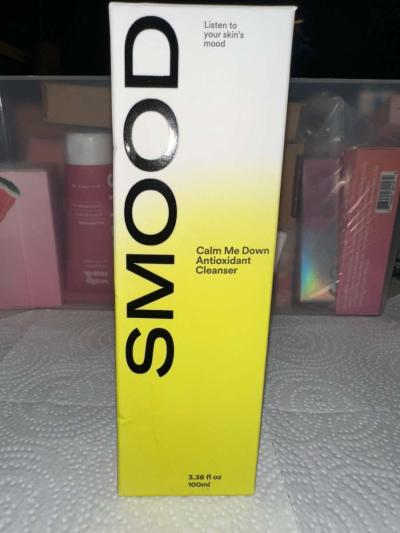 Listen to
your skin's
mood
SMOOD
Calm Me Down
Antioxidant
Cleanser
3.38 fl oz
100ml